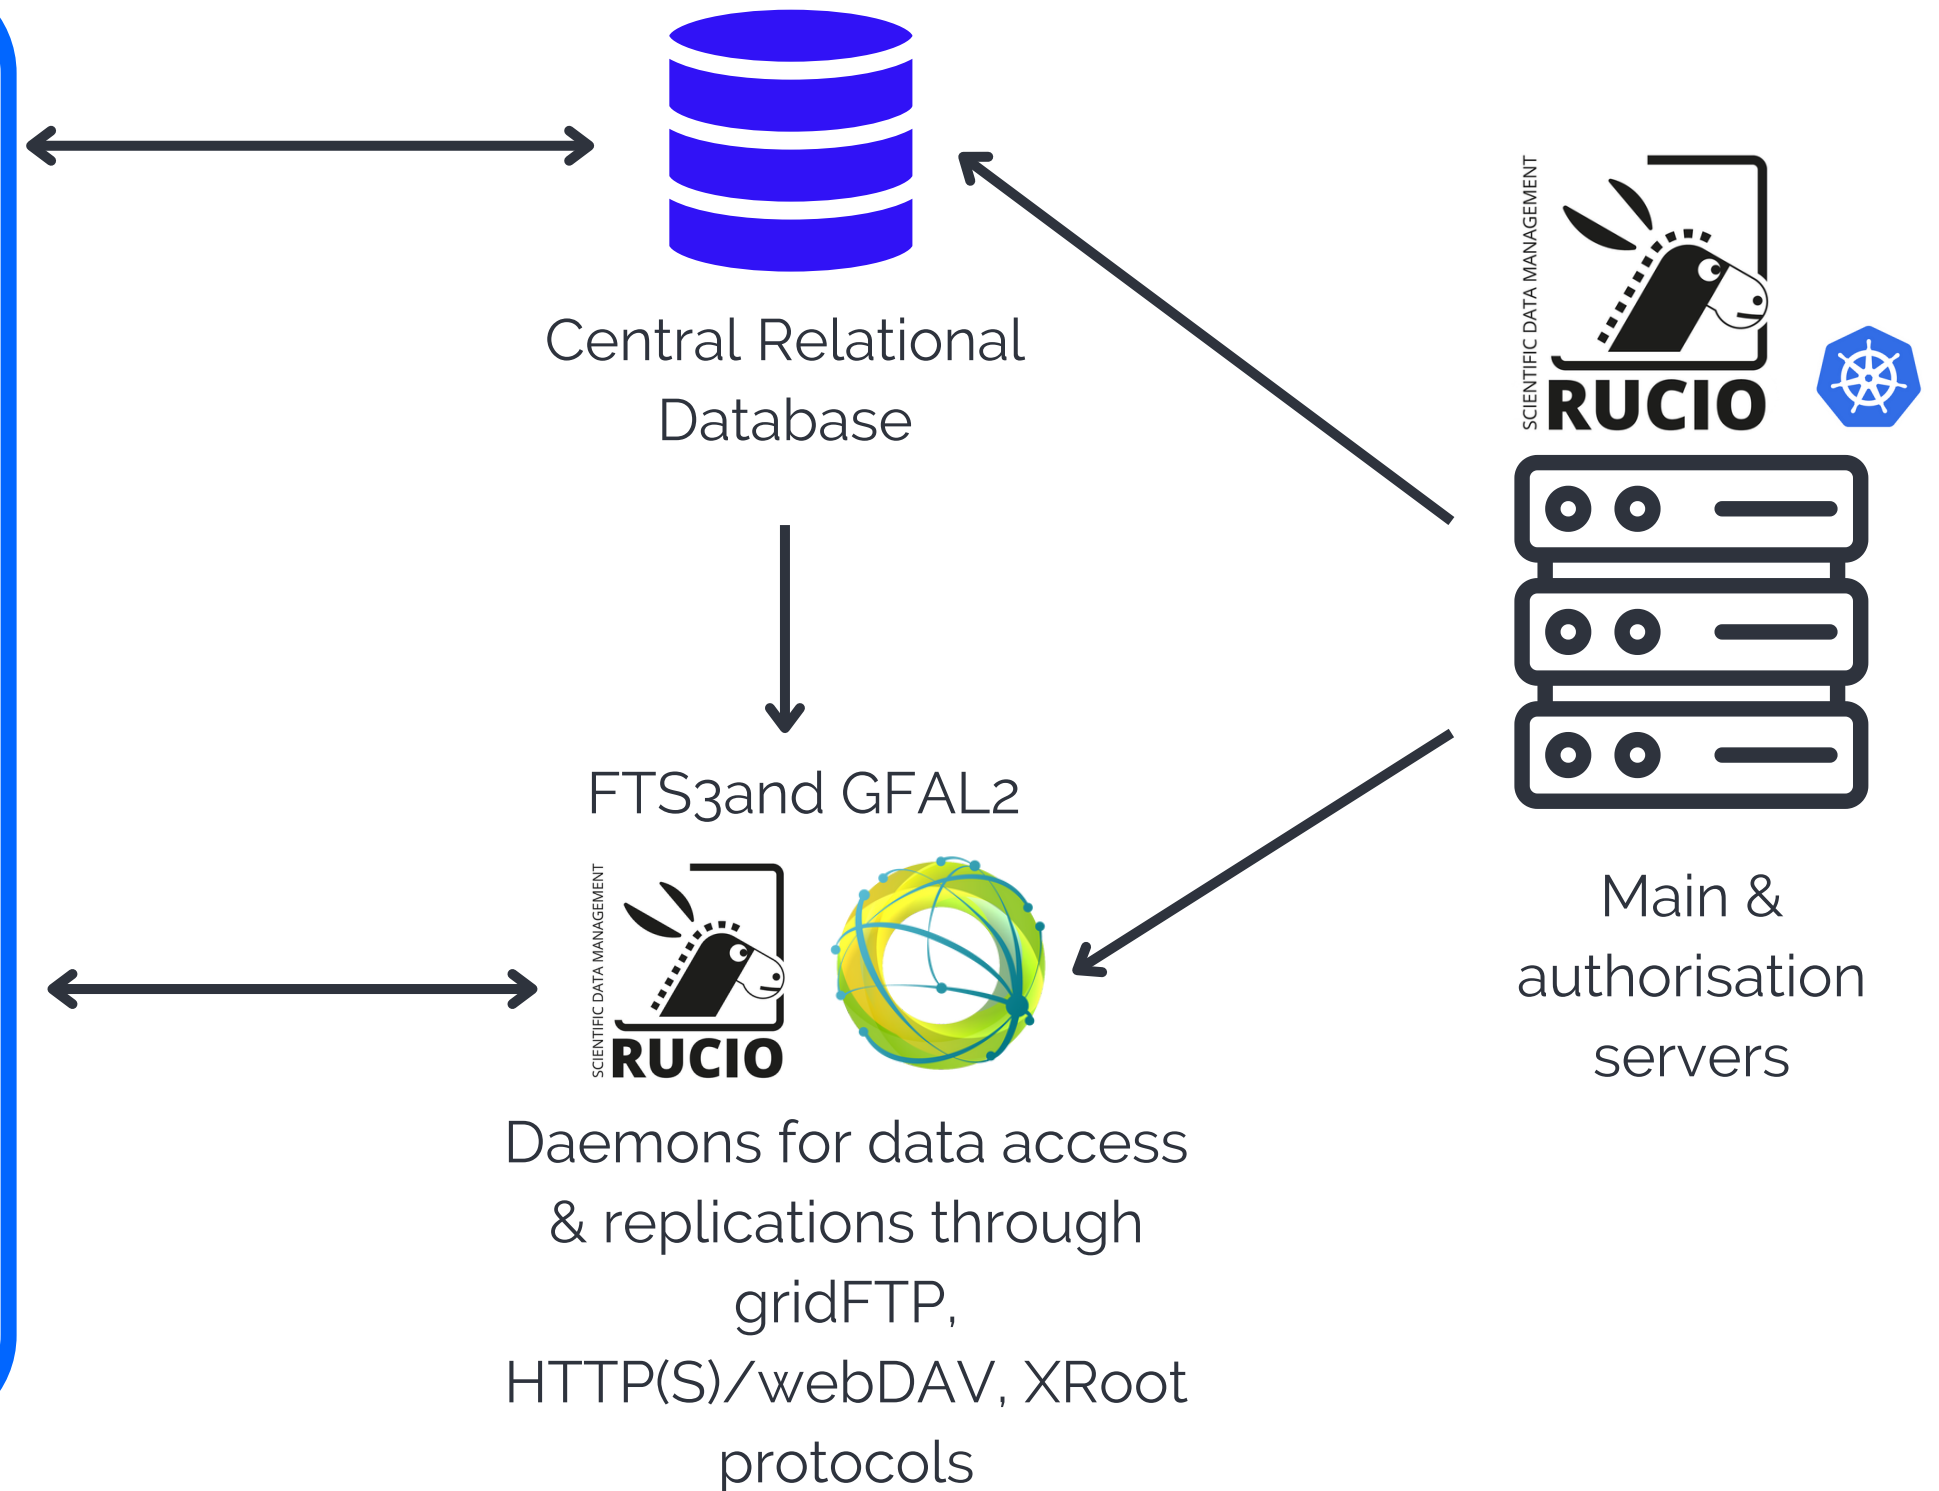 Central Relational
Database
SCIENTIFIC DATA MANAGEMENT
RUCIO
Main &
authorisation
servers
FTS3and GFAL2
SCIENTIFIC DATA MANAGEMENT
RUCIO
Daemons for data access
& replications through
gridFTP,
HTTP(S)/webDAV, XRoot
protocols